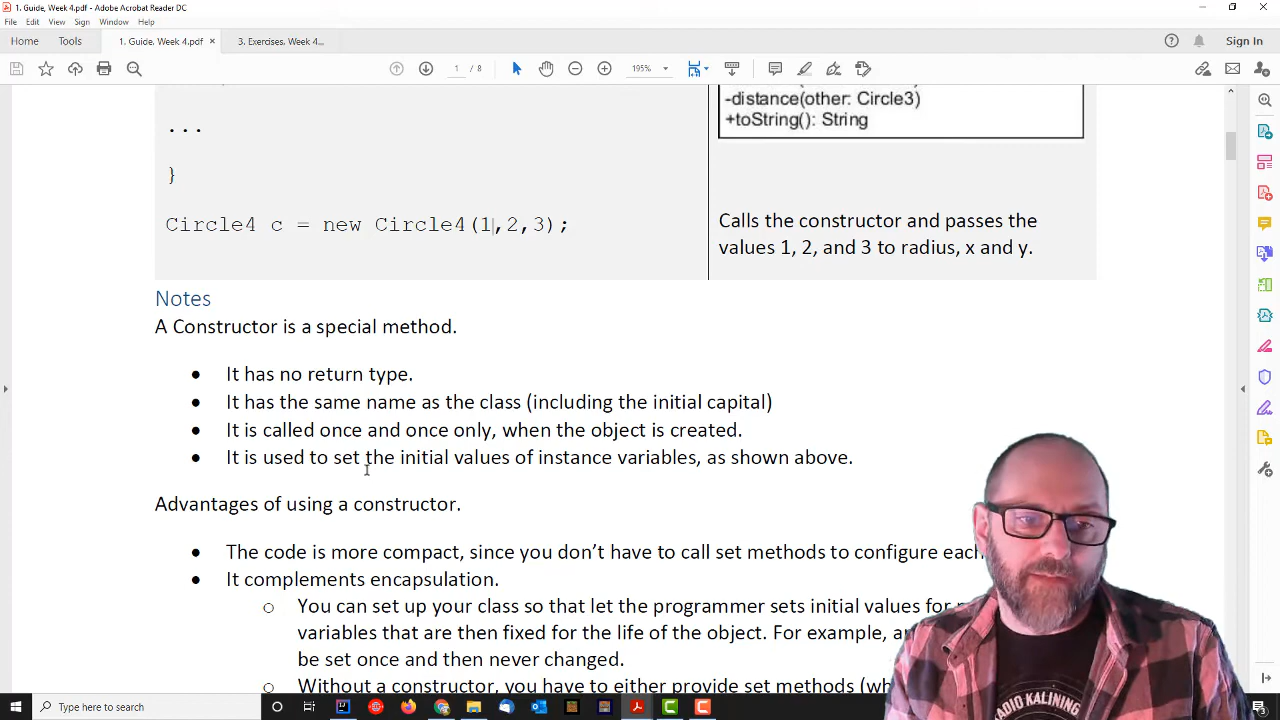 1. Guide, Week 4.pdf - Adobe Acrobat Reader DC
File Edit View Sign Window Help
Home Tools 1. Guide, Week 4.pdf × 3. Exercises, Week 4... Sign In
1 / 8 195%
-distance(other: Circle3)
+toString(): String
...
}
Circle4 c = new Circle4(1,2,3);
Calls the constructor and passes the
values 1, 2, and 3 to radius, x and y.
Notes
A Constructor is a special method.
• It has no return type.
• It has the same name as the class (including the initial capital)
• It is called once and once only, when the object is created.
• It is used to set the initial values of instance variables, as shown above.
Advantages of using a constructor.
• The code is more compact, since you don't have to call set methods to configure each
• It complements encapsulation.
o You can set up your class so that let the programmer sets initial values for
variables that are then fixed for the life of the object. For example,
be set once and then never changed.
o Without a constructor, you have to either provide set methods
RADIO KALINING
Type here to search